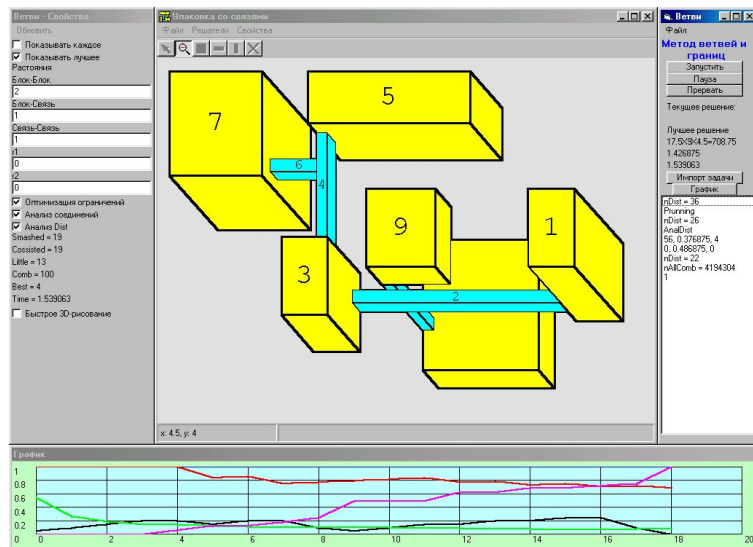 Ветви - Свойства
Обновить
Показывать каждое
Показывать лучшее
Растояния
Блок-Блок
2
Блок-Связь
1
Связь-Связь
1
r1
0
r2
0
Оптимизация ограничений
Анализ соединений
Анализ Dist
Smashed = 19
Cossisted = 19
Little = 13
Comb = 100
Best = 4
Time = 1.539063
Быстрое 3D-рисование
Упаковка со связями
Файл Решатели Свойства
7
5
6
4
9
1
3
2
x: 4.5, y: 4
Ветви
Файл
Метод ветвей и
границ
Запустить
Пауза
Прервать
Текущее решение:
Лучшее решение
17.5X9X4.5=708.75
1.426875
1.539063
Импорт задачи
График
nDist = 36
Prunning
nDist = 26
AnalDist
56, 0.376875, 4
0, 0.486875, 0
nDist = 22
nAllComb = 4194304
1
График
1
0.8
0.6
0.4
0.2
0
0 2 4 6 8 10 12 14 16 18 20